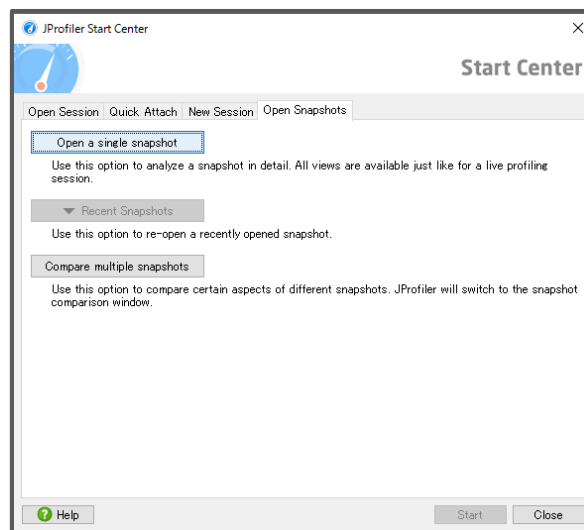 JProfiler Start Center
Start Center
Open Session Quick Attach New Session Open Snapshots
Open a single snapshot
Use this option to analyze a snapshot in detail. All views are available just like for a live profiling
session.
Recent Snapshots
Use this option to re-open a recently opened snapshot.
Compare multiple snapshots
Use this option to compare certain aspects of different snapshots. JProfiler will switch to the snapshot
comparison window.
Help Start Close